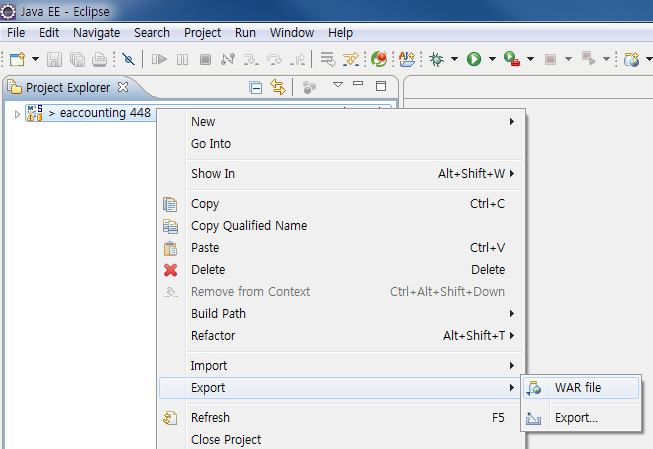 Java EE - Eclipse
File Edit Navigate Search Project Run Window Help
Project Explorer
> eaccounting 448
New
Go Into
Show In Alt+Shift+W
Copy Ctrl+C
Copy Qualified Name
Paste Ctrl+V
Delete Delete
Remove from Context Ctrl+Alt+Shift+Down
Build Path
Refactor Alt+Shift+T
Import
Export
WAR file
Refresh F5
Export...
Close Project